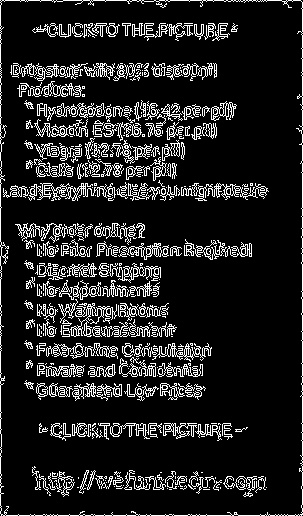 - CLICK TO THE PICTURE -
Drugstore with 80% discount!
Products:
* Hydrocodone ($5.42 per pill)
* Vicodin ES ($6.75 per pill)
* Viagra ($2.78 per pill)
* Cialis ($2.78 per pill)
...and Everything else you might desire
Why order online?
* No Prior Prescription Required!
* Discreet Shipping
* No Appointments
* No Waiting Rooms
* No Embarrassment
* Free Online Consultation
* Private and Confidential
* Guaranteed Low Prices
- CLICK TO THE PICTURE -
http://